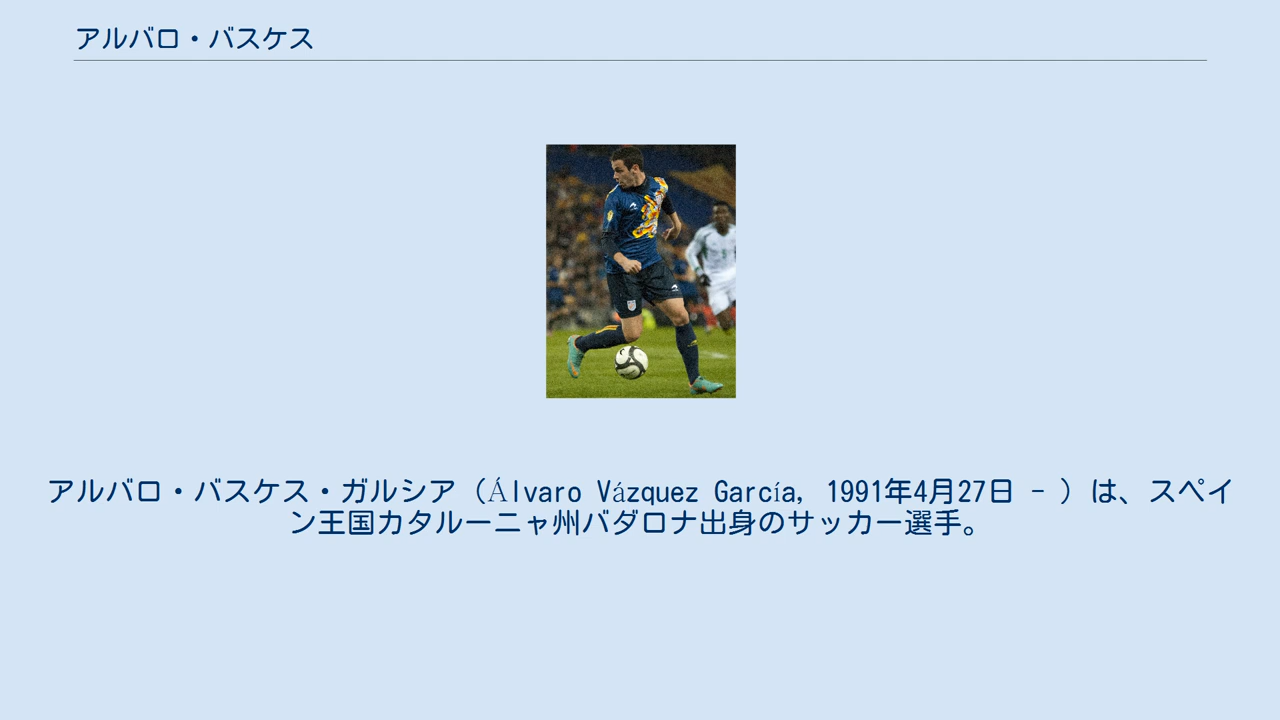 アルバロ・バスケス
アルバロ・バスケス・ガルシア（Álvaro Vázquez García, 1991年4月27日 - ）は、スペイ
ン王国カタルーニャ州バダロナ出身のサッカー選手。